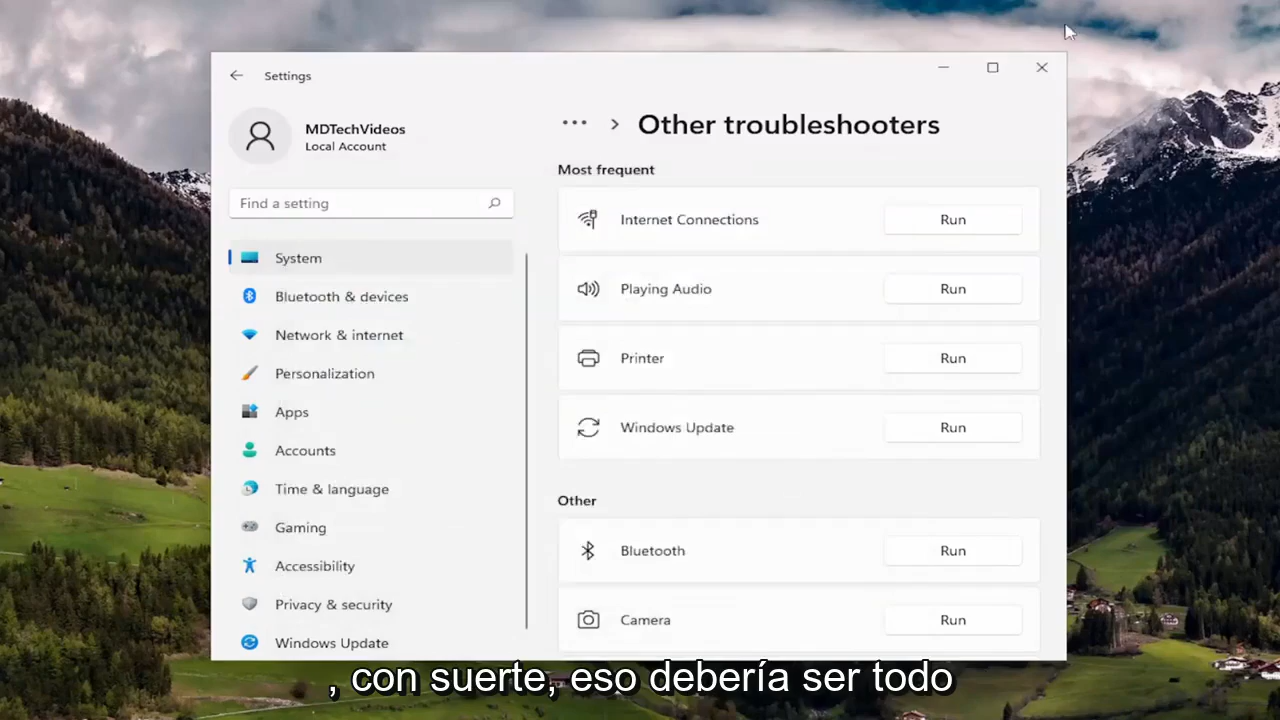 Settings
MDTechVideos
Local Account
Find a setting
System
Bluetooth & devices
Network & internet
Personalization
Apps
Accounts
Time & language
Gaming
Accessibility
Privacy & security
Windows Update
... > Other troubleshooters
Most frequent
Internet Connections Run
Playing Audio Run
Printer Run
Windows Update Run
Other
Bluetooth Run
Camera Run
, con suerte, eso debería ser todo